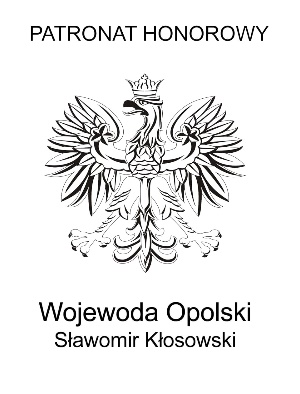 PATRONAT HONOROWY
Wojewoda Opolski
Sławomir Kłosowski